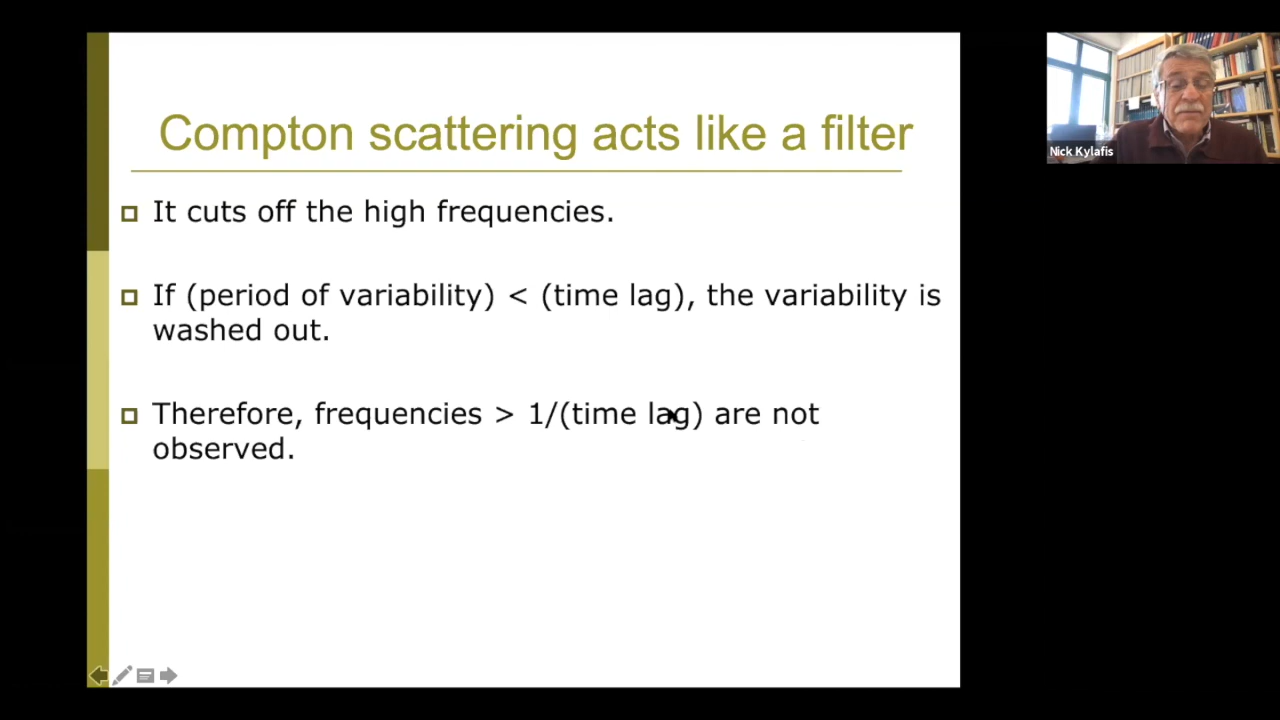 Compton scattering acts like a filter
It cuts off the high frequencies.
If (period of variability) < (time lag), the variability is
washed out.
Therefore, frequencies > 1/(time lag) are not
observed.
Nick Kylafis